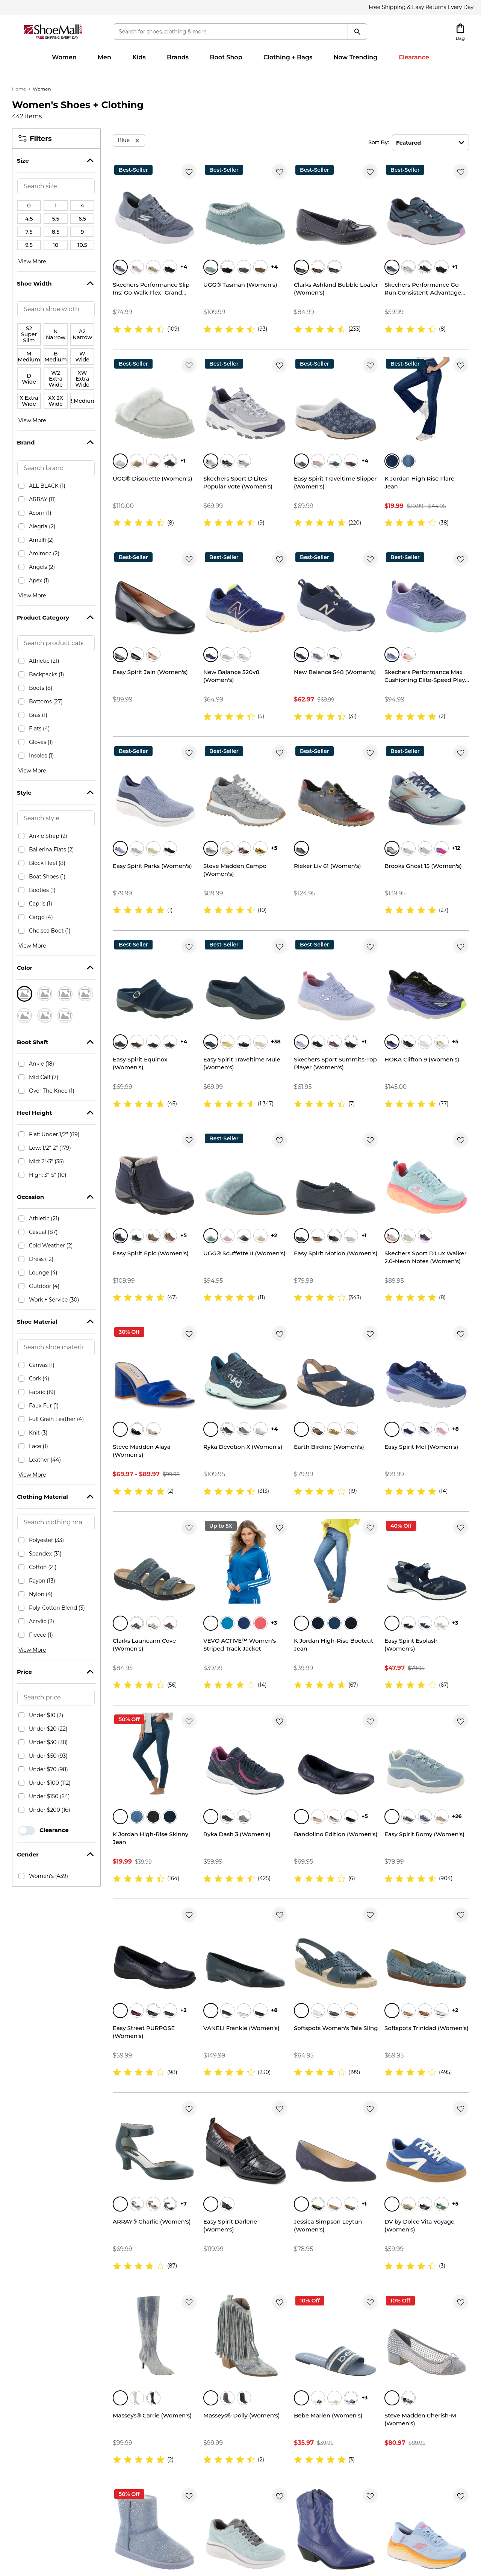 Free Shipping & Easy Returns Every Day
ShoeMall
FREE SHIPPING EVERY DAY
Search for shoes, clothing & more
Bag
Women
Men
Kids
Brands
Boot Shop
Clothing + Bags
Now Trending
Clearance
Home › Women
Women's Shoes + Clothing
442 items
Filters
Size
Search size
0
1
4
4.5
5.5
6.5
7.5
8.5
9
9.5
10
10.5
View More
Shoe Width
Search shoe width
S2 Super Slim
N Narrow
A2 Narrow
M Medium
B Medium
W Wide
D Wide
W2 Extra Wide
XW Extra Wide
X Extra Wide
XX 2X Wide
View More
Brand
Search brand
ALL BLACK (1)
ARRAY (11)
Acorn (1)
Alegria (2)
Amalfi (2)
Amimoc (2)
Angels (2)
Apex (1)
View More
Product Category
Search product cate
Athletic (21)
Backpacks (1)
Boots (8)
Bottoms (27)
Bras (1)
Flats (4)
Gloves (1)
Insoles (1)
View More
Style
Search style
Ankle Strap (2)
Ballerina Flats (2)
Block Heel (8)
Boat Shoes (1)
Booties (1)
Capris (1)
Cargo (4)
Chelsea Boot (1)
View More
Color
Boot Shaft
Ankle (18)
Mid Calf (7)
Over The Knee (1)
Heel Height
Flat: Under 1/2" (89)
Low: 1/2"-2" (179)
Mid: 2"-3" (35)
High: 3"-5" (10)
Occasion
Athletic (21)
Casual (87)
Cold Weather (2)
Dress (12)
Lounge (4)
Outdoor (4)
Work + Service (30)
Shoe Material
Search shoe materi
Canvas (1)
Cork (4)
Fabric (19)
Faux Fur (1)
Full Grain Leather (4)
Knit (3)
Lace (1)
Leather (44)
View More
Clothing Material
Search clothing ma
Polyester (33)
Spandex (31)
Cotton (21)
Rayon (13)
Nylon (4)
Poly-Cotton Blend (3)
Acrylic (2)
Fleece (1)
View More
Price
Search price
Under $10 (2)
Under $20 (22)
Under $30 (38)
Under $50 (93)
Under $70 (98)
Under $100 (112)
Under $150 (54)
Under $200 (16)
Clearance
Gender
Women's (439)
Blue ×
Sort By:
Featured
Best-Seller
+4
Skechers Performance Slip-Ins: Go Walk Flex -Grand...
$74.99
(109)
Best-Seller
+4
UGG® Tasman (Women's)
$109.99
(93)
Best-Seller
Clarks Ashland Bubble Loafer (Women's)
$84.99
(233)
Best-Seller
+1
Skechers Performance Go Run Consistent-Advantage...
$59.99
(8)
Best-Seller
+1
UGG® Disquette (Women's)
$110.00
(8)
Best-Seller
Skechers Sport D'Lites-Popular Vote (Women's)
$69.99
(9)
Best-Seller
+4
Easy Spirit Traveltime Slipper (Women's)
$69.99
(220)
Best-Seller
K Jordan High Rise Flare Jean
$19.99 $39.99 - $44.95
(38)
Best-Seller
Easy Spirit Jain (Women's)
$89.99
Best-Seller
New Balance 520v8 (Women's)
$64.99
(5)
Best-Seller
New Balance 548 (Women's)
$62.97 $69.99
(31)
Best-Seller
Skechers Performance Max Cushioning Elite-Speed Play...
$94.99
(2)
Best-Seller
Easy Spirit Parks (Women's)
$79.99
(1)
Best-Seller
+5
Steve Madden Campo (Women's)
$89.99
(10)
Best-Seller
Rieker Liv 61 (Women's)
$124.95
Best-Seller
+12
Brooks Ghost 15 (Women's)
$139.95
(27)
Best-Seller
+4
Easy Spirit Equinox (Women's)
$69.99
(45)
Best-Seller
+38
Easy Spirit Traveltime Mule (Women's)
$69.99
(1,347)
Best-Seller
+1
Skechers Sport Summits-Top Player (Women's)
$61.95
(7)
+5
HOKA Clifton 9 (Women's)
$145.00
(77)
+5
Easy Spirit Epic (Women's)
$109.99
(47)
Best-Seller
+2
UGG® Scuffette II (Women's)
$94.95
(11)
+1
Easy Spirit Motion (Women's)
$79.99
(343)
Skechers Sport D'Lux Walker 2.0-Neon Notes (Women's)
$89.95
(8)
30% Off
Steve Madden Alaya (Women's)
$69.97 - $89.97 $99.95
(2)
+4
Ryka Devotion X (Women's)
$109.95
(313)
Earth Birdine (Women's)
$79.99
(19)
+8
Easy Spirit Mel (Women's)
$99.99
(14)
Clarks Laurieann Cove (Women's)
$84.95
(56)
Up to 5X
+3
VEVO ACTIVE™ Women's Striped Track Jacket
$39.99
(14)
K Jordan High-Rise Bootcut Jean
$39.99
(67)
40% Off
+3
Easy Spirit Esplash (Women's)
$47.97 $79.95
(67)
50% Off
K Jordan High-Rise Skinny Jean
$19.99 $39.99
(164)
Ryka Dash 3 (Women's)
$59.99
(425)
+5
Bandolino Edition (Women's)
$69.95
(6)
+26
Easy Spirit Romy (Women's)
$79.99
(904)
+2
Easy Street PURPOSE (Women's)
$59.99
(98)
+8
VANELi Frankie (Women's)
$149.99
(230)
Softspots Women's Tela Sling
$64.95
(199)
+2
Softspots Trinidad (Women's)
$69.95
(495)
+7
ARRAY® Charlie (Women's)
$69.99
(87)
Easy Spirit Darlene (Women's)
$119.99
+1
Jessica Simpson Leytun (Women's)
$78.95
+5
DV by Dolce Vita Voyage (Women's)
$59.99
(3)
Masseys® Carrie (Women's)
$99.99
(2)
Masseys® Dolly (Women's)
$99.99
(2)
10% Off
+3
Bebe Marlen (Women's)
$35.97 $39.95
(3)
10% Off
Steve Madden Cherish-M (Women's)
$80.97 $89.95
50% Off